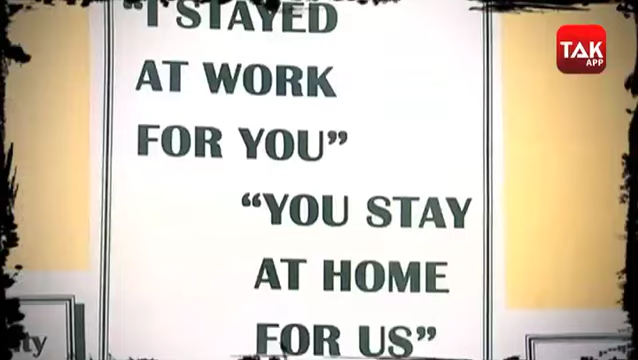 "I STAYED
AT WORK
FOR YOU"
"YOU STAY
AT HOME
FOR US"
TAK
APP